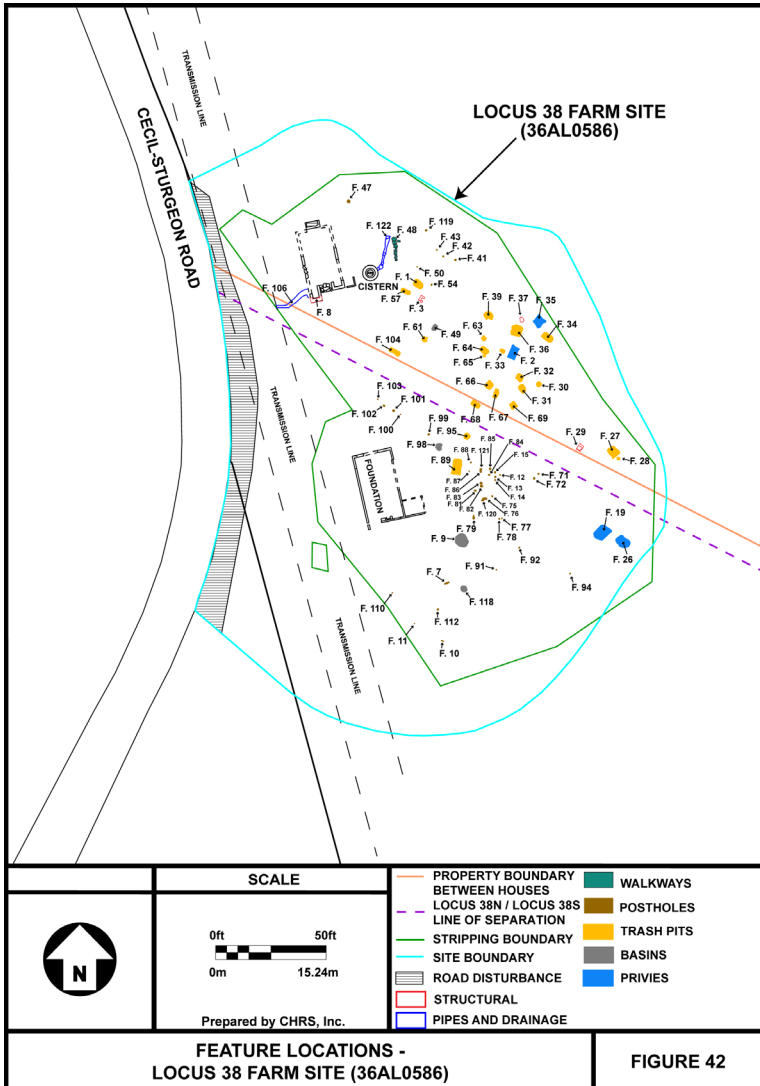 TRANSMISSION LINE
TRANSMISSION LINE
CECIL-STURGEON ROAD
LOCUS 38 FARM SITE
(36AL0586)
F. 47
F. 122
F. 48
F. 119
F. 43
F. 42
F. 41
F. 50
F. 1
F. 54
CISTERN
F. 57
F. 3
F. 106
F. 8
F. 39
F. 37
F. 35
F. 61
F. 49
F. 63
F. 34
F. 104
F. 64
F. 36
F. 65
F. 33
F. 2
F. 32
F. 66
F. 30
F. 31
F. 103
F. 101
F. 102
F. 100
F. 68
F. 67
F. 69
TRANSMISSION LINE
F. 99
F. 95
F. 98
F. 85
F. 84
F. 88
F. 121
F. 15
F. 29
F. 27
F. 28
FOUNDATION
F. 89
F. 87
F. 12
F. 71
F. 72
F. 86
F. 13
F. 83
F. 14
F. 81
F. 82
F. 75
F. 120
F. 76
F. 19
F. 79
F. 77
F. 78
F. 9
F. 26
F. 92
F. 91
F. 94
F. 7
F. 110
F. 118
F. 112
F. 11
F. 10
TRANSMISSION LINE
N
SCALE
0ft 50ft
0m 15.24m
Prepared by CHRS, Inc.
PROPERTY BOUNDARY
BETWEEN HOUSES
LOCUS 38N / LOCUS 38S
LINE OF SEPARATION
STRIPPING BOUNDARY
SITE BOUNDARY
ROAD DISTURBANCE
STRUCTURAL
PIPES AND DRAINAGE
WALKWAYS
POSTHOLES
TRASH PITS
BASINS
PRIVIES
FEATURE LOCATIONS -
LOCUS 38 FARM SITE (36AL0586)
FIGURE 42